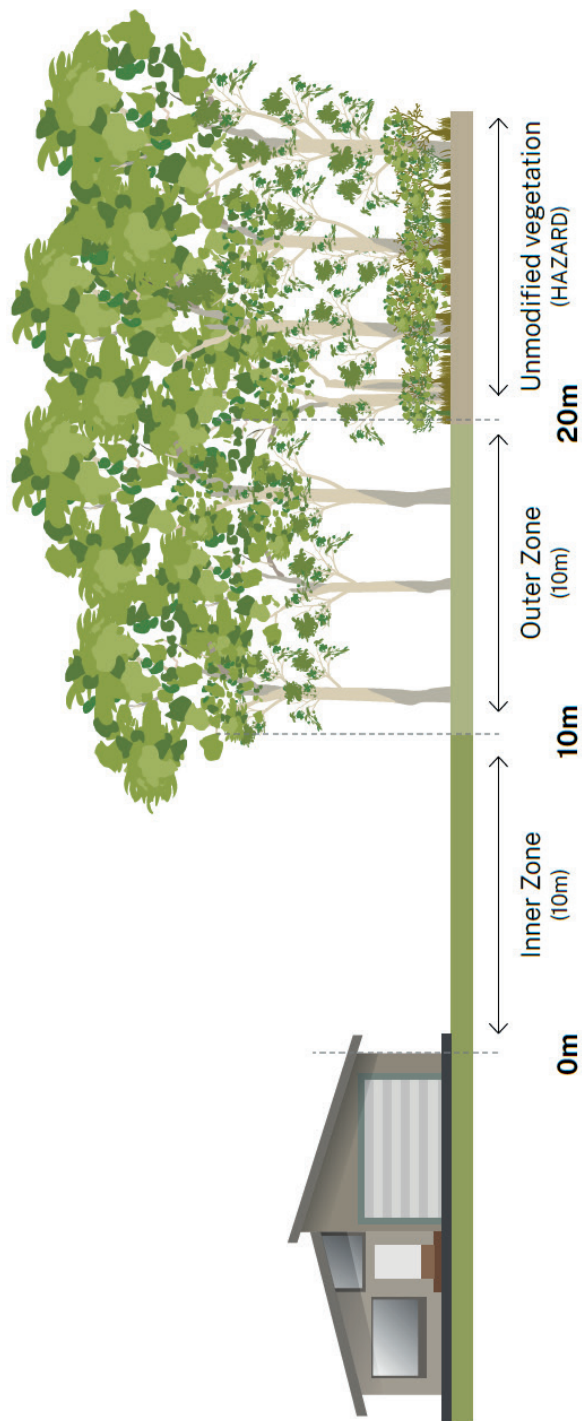 0m
10m
20m
Inner Zone
(10m)
Outer Zone
(10m)
Unmodified vegetation
(HAZARD)